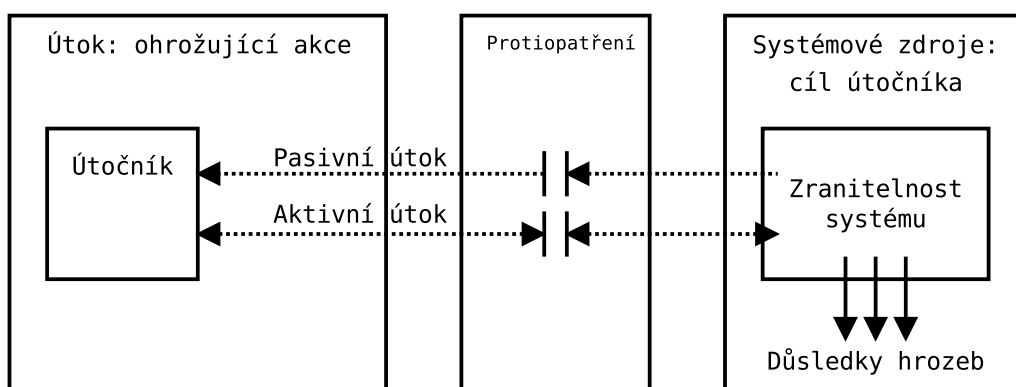 Útok: ohrožující akce
Protiopatření
Systémové zdroje:
cíl útočníka
Útočník
Pasivní útok
Aktivní útok
Zranitelnost
systému
Důsledky hrozeb